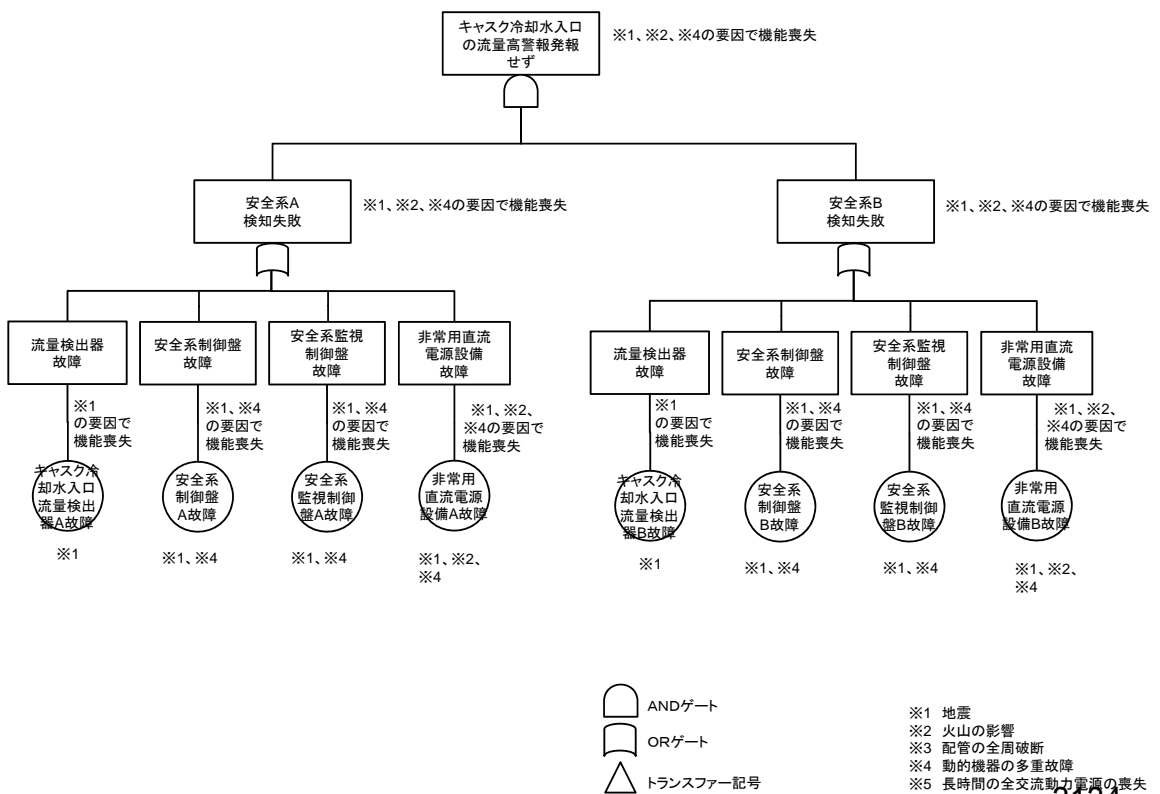 キャスク冷却水入口
の流量高警報発報
せず
※1、※2、※4の要因で機能喪失
安全系A
検知失敗
※1、※2、※4の要因で機能喪失
安全系B
検知失敗
※1、※2、※4の要因で機能喪失
流量検出器
故障
安全系制御盤
故障
安全系監視
制御盤
故障
非常用直流
電源設備
故障
流量検出器
故障
安全系制御盤
故障
安全系監視
制御盤
故障
非常用直流
電源設備
故障
※1
の要因で
機能喪失
※1、※4
の要因で
機能喪失
※1、※4
の要因で
機能喪失
※1、※2、
※4の要因で
機能喪失
※1
の要因で
機能喪失
※1、※4
の要因で
機能喪失
※1、※4
の要因で
機能喪失
※1、※2、
※4の要因で
機能喪失
キャスク冷
却水入口
流量検出
器A故障
安全系
制御盤
A故障
安全系
監視制御
盤A故障
非常用
直流電源
設備A故障
キャスク冷
却水入口
流量検出
器B故障
安全系
制御盤
B故障
安全系
監視制御
盤B故障
非常用
直流電源
設備B故障
※1
※1、※4
※1、※4
※1、※2、
※4
※1
※1、※4
※1、※4
※1、※2、
※4
ANDゲート
ORゲート
トランスファー記号
※1 地震
※2 火山の影響
※3 配管の全周破断
※4 動的機器の多重故障
※5 長時間の全交流動力電源の喪失